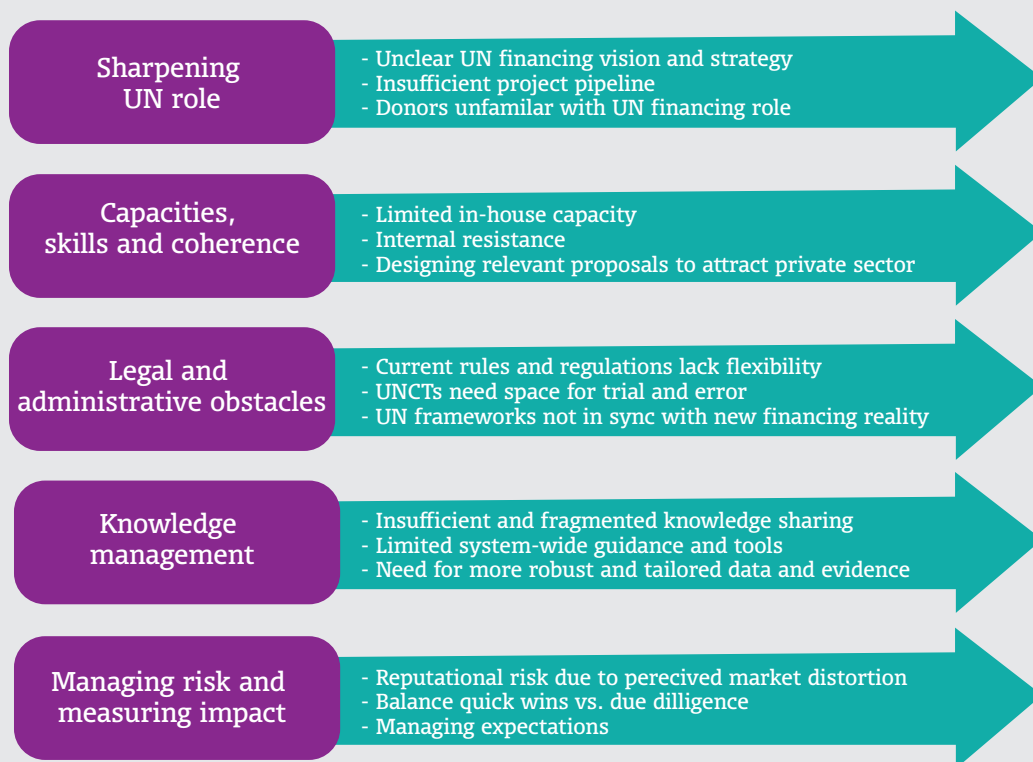 Sharpening
UN role
- Unclear UN financing vision and strategy
- Insufficient project pipeline
- Donors unfamilar with UN financing role
Capacities,
skills and coherence
- Limited in-house capacity
- Internal resistance
- Designing relevant proposals to attract private sector
Legal and
administrative obstacles
- Current rules and regulations lack flexibility
- UNCTs need space for trial and error
- UN frameworks not in sync with new financing reality
Knowledge
management
- Insufficient and fragmented knowledge sharing
- Limited system-wide guidance and tools
- Need for more robust and tailored data and evidence
Managing risk and
measuring impact
- Reputational risk due to perecived market distortion
- Balance quick wins vs. due dilligence
- Managing expectations